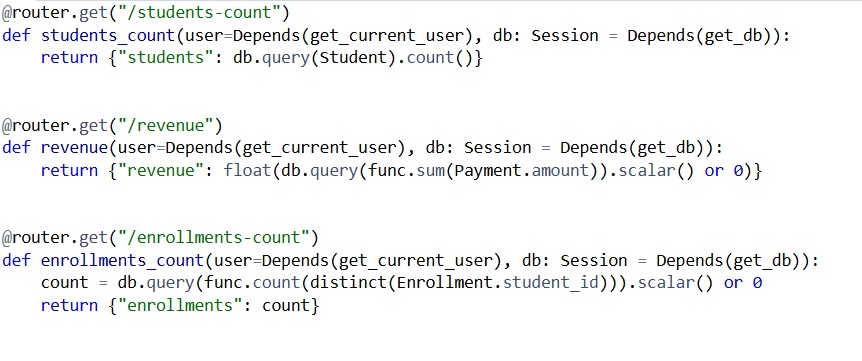 @router.get("/students-count")
def students_count(user=Depends(get_current_user), db: Session = Depends(get_db)):
    return {"students": db.query(Student).count()}
@router.get("/revenue")
def revenue(user=Depends(get_current_user), db: Session = Depends(get_db)):
    return {"revenue": float(db.query(func.sum(Payment.amount)).scalar() or 0)}
@router.get("/enrollments-count")
def enrollments_count(user=Depends(get_current_user), db: Session = Depends(get_db)):
    count = db.query(func.count(distinct(Enrollment.student_id))).scalar() or 0
    return {"enrollments": count}